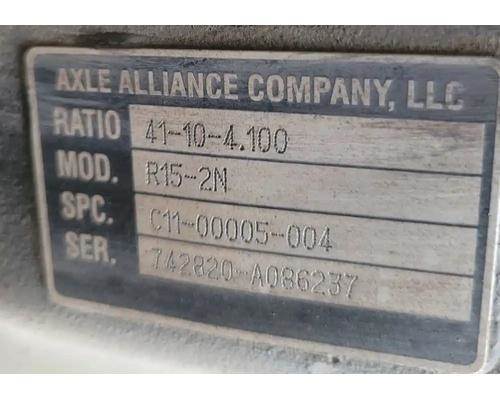 AXLE ALLIANCE COMPANY, LLC
RATIO 41-10-4.100
MOD. R15-2N
SPC. C11-00005-004
SER. 742820-A086237